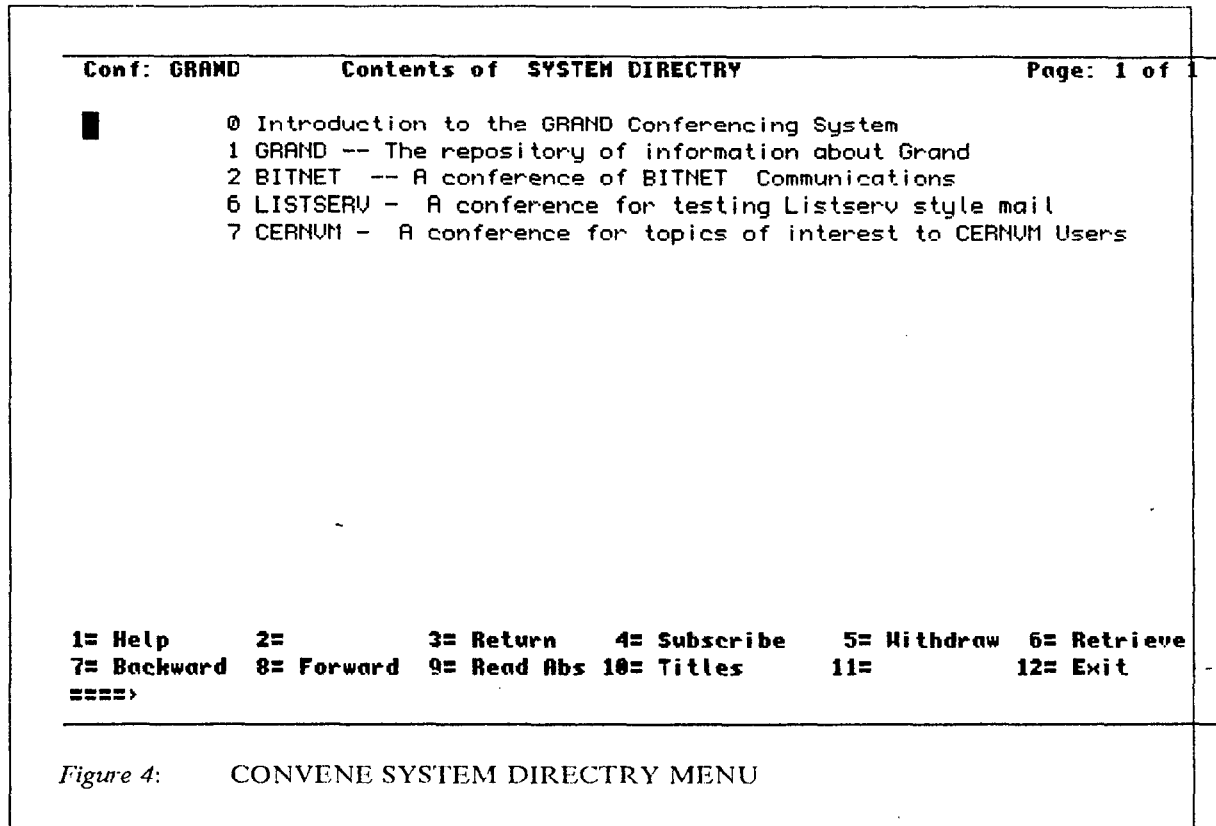 Conf: GRAND Contents of SYSTEM DIRECTRY Page: 1 of 1
0 Introduction to the GRAND Conferencing System
1 GRAND -- The repository of information about Grand
2 BITNET -- A conference of BITNET Communications
6 LISTSERV - A conference for testing Listserv style mail
7 CERNVM - A conference for topics of interest to CERNVM Users
1= Help 2= 3= Return 4= Subscribe 5= Withdraw 6= Retrieve
7= Backward 8= Forward 9= Read Abs 10= Titles 11= 12= Exit
====>
Figure 4: CONVENE SYSTEM DIRECTRY MENU